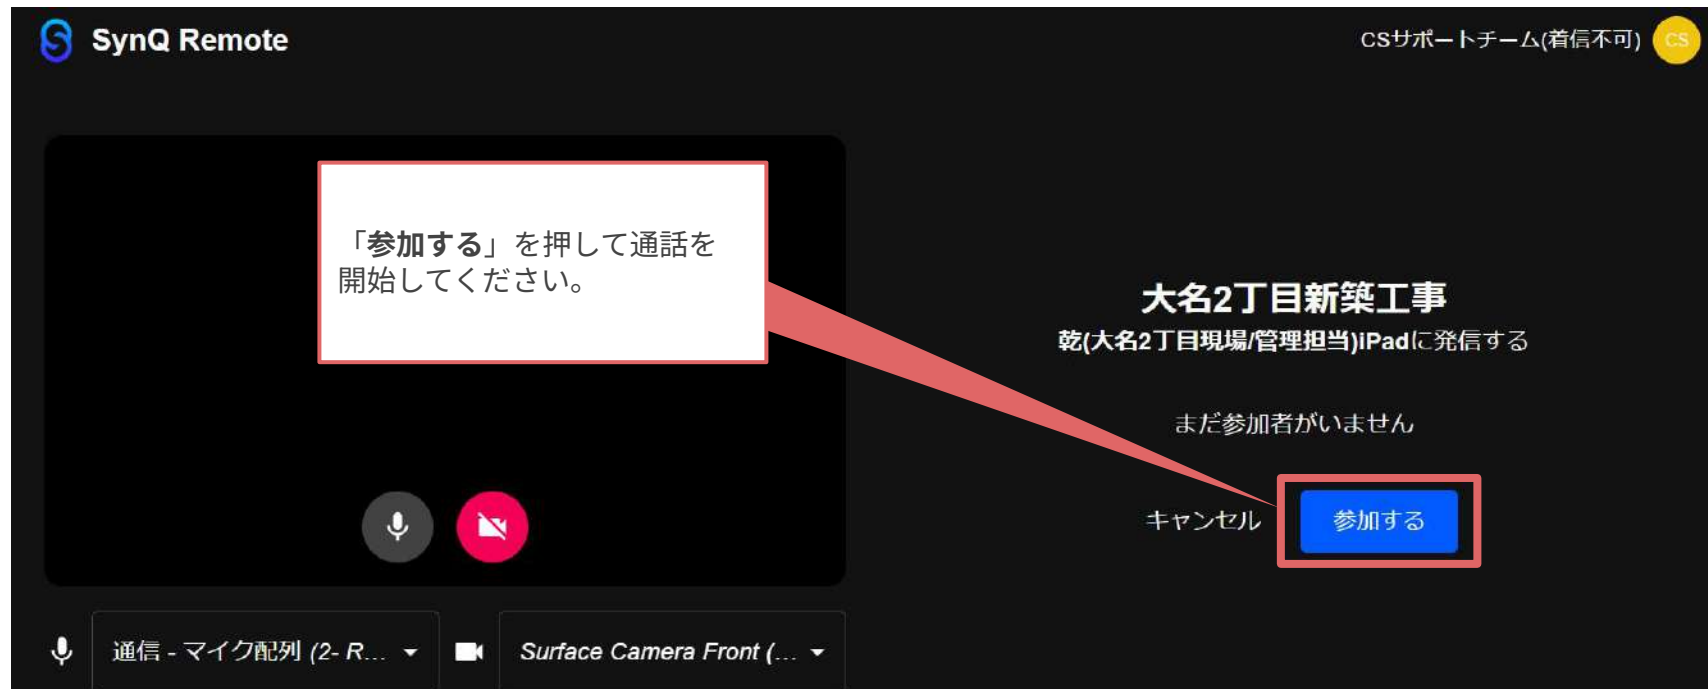 SynQ Remote
CSサポートチーム(着信不可)
CS
「参加する」を押して通話を
開始してください。
大名2丁目新築工事
乾(大名2丁目現場/管理担当)iPadに発信する
まだ参加者がいません
キャンセル
参加する
通信 - マイク配列 (2- R...
Surface Camera Front (...